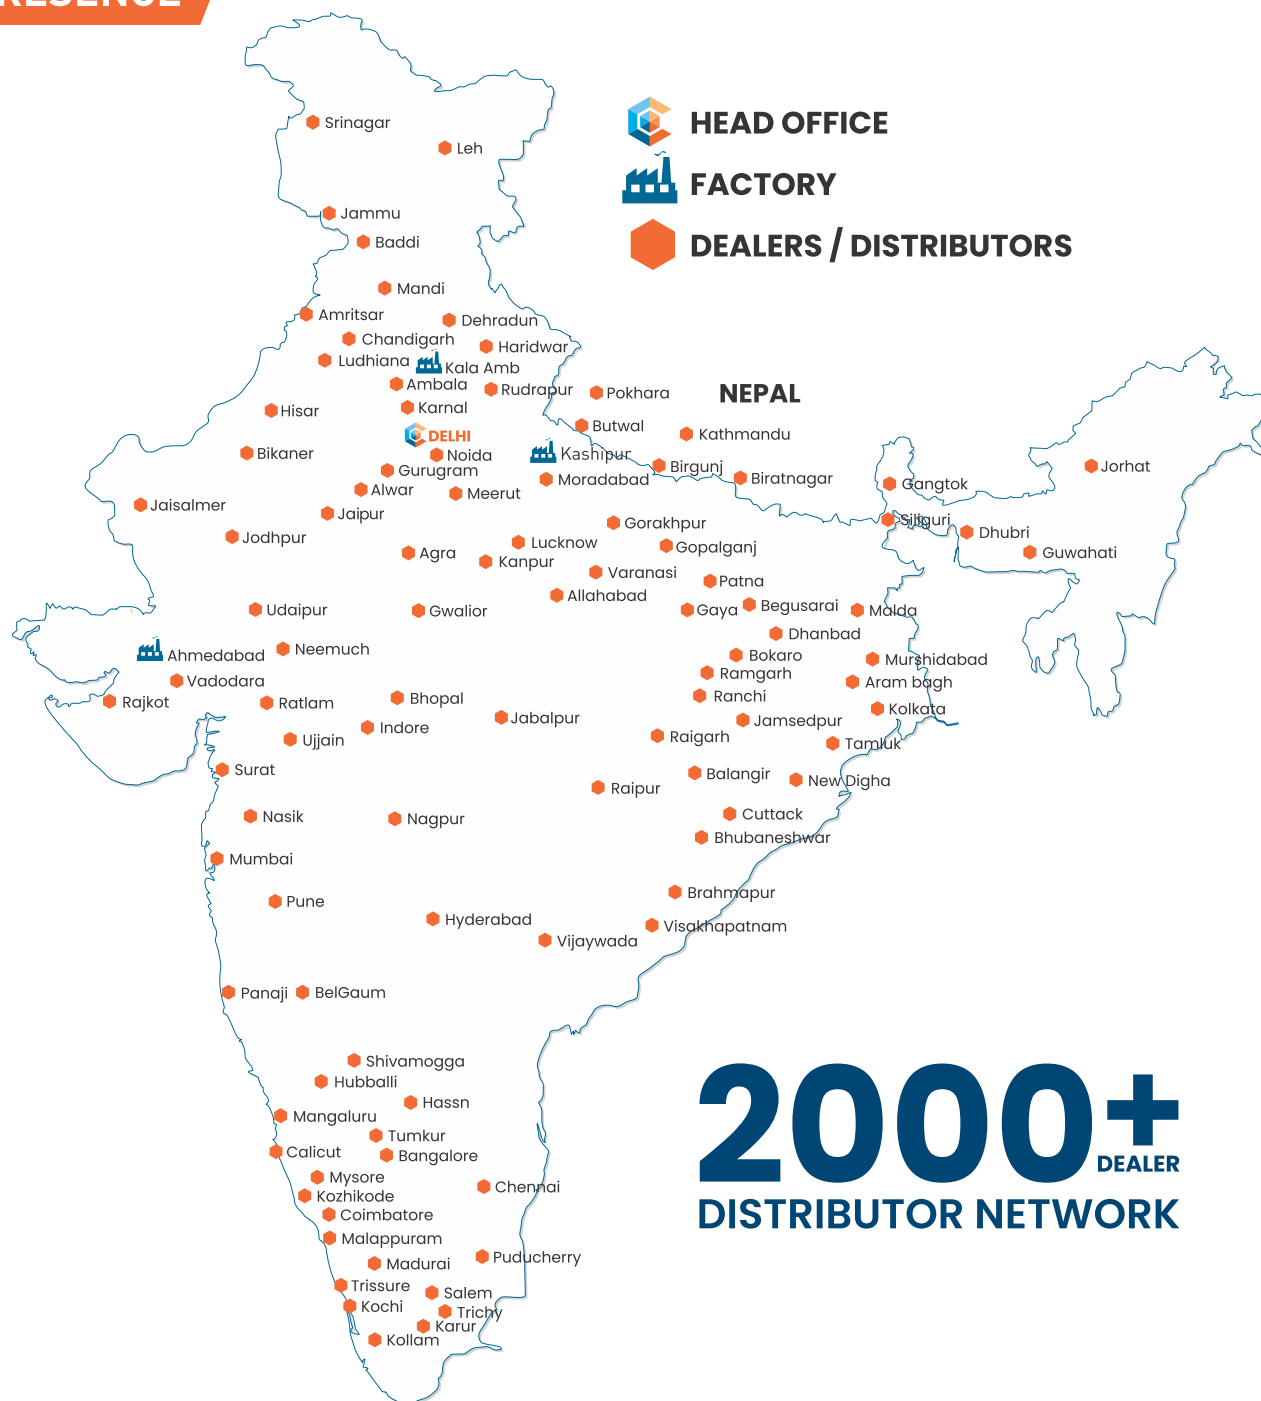 RESENCE
HEAD OFFICE
FACTORY
DEALERS / DISTRIBUTORS
Srinagar
Leh
Jammu
Baddi
Mandi
Amritsar
Dehradun
Chandigarh
Haridwar
Ludhiana
Kala Amb
Ambala
Rudrapur
Pokhara
NEPAL
Hisar
Karnal
Butwal
Kathmandu
DELHI
Bikaner
Noida
Kashipur
Birgunj
Jorhat
Gurugram
Moradabad
Biratnagar
Gangtok
Alwar
Meerut
Jaisalmer
Jaipur
Gorakhpur
Siliguri
Dhubri
Jodhpur
Lucknow
Gopalganj
Guwahati
Agra
Kanpur
Varanasi
Patna
Allahabad
Udaipur
Gwalior
Gaya
Begusarai
Malda
Dhanbad
Ahmedabad
Neemuch
Bokaro
Murshidabad
Vadodara
Ramgarh
Aram bagh
Rajkot
Ratlam
Bhopal
Ranchi
Kolkata
Indore
Jabalpur
Jamsedpur
Ujjain
Raigarh
Tamluk
Surat
Balangir
New Digha
Raipur
Nasik
Nagpur
Cuttack
Bhubaneshwar
Mumbai
Pune
Brahmapur
Hyderabad
Visakhapatnam
Vijaywada
Panaji
BelGaum
Shivamogga
Hubballi
Hassn
Mangaluru
Tumkur
Calicut
Bangalore
Mysore
Chennai
Kozhikode
Coimbatore
Malappuram
Madurai
Puducherry
Trissure
Salem
Kochi
Trichy
Karur
Kollam
2000+
DEALER
DISTRIBUTOR NETWORK